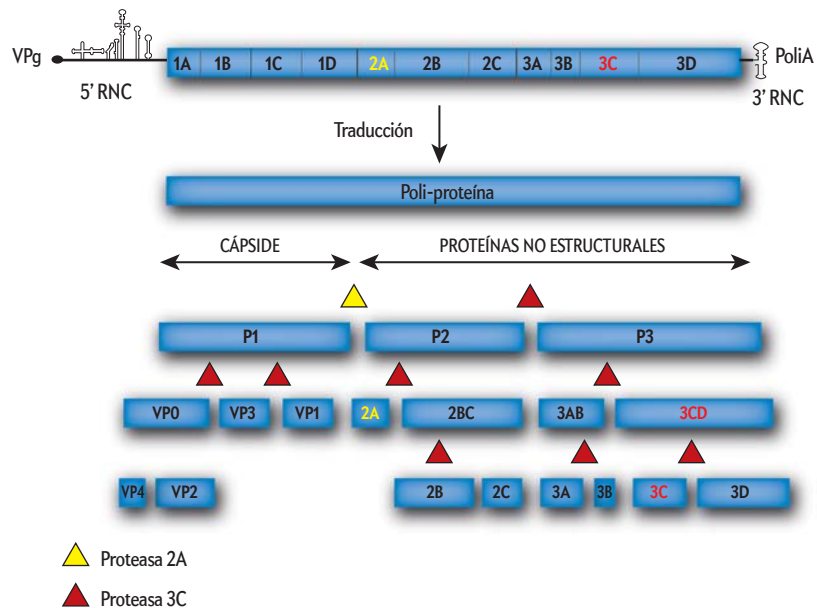 VPg
5' RNC
1A 1B 1C 1D 2A 2B 2C 3A 3B 3C 3D
PoliA
3' RNC
Traducción
Poli-proteína
CÁPSIDE PROTEÍNAS NO ESTRUCTURALES
P1 P2 P3
VP0 VP3 VP1 2A 2BC 3AB 3CD
VP4 VP2 2B 2C 3A 3B 3C 3D
Proteasa 2A
Proteasa 3C